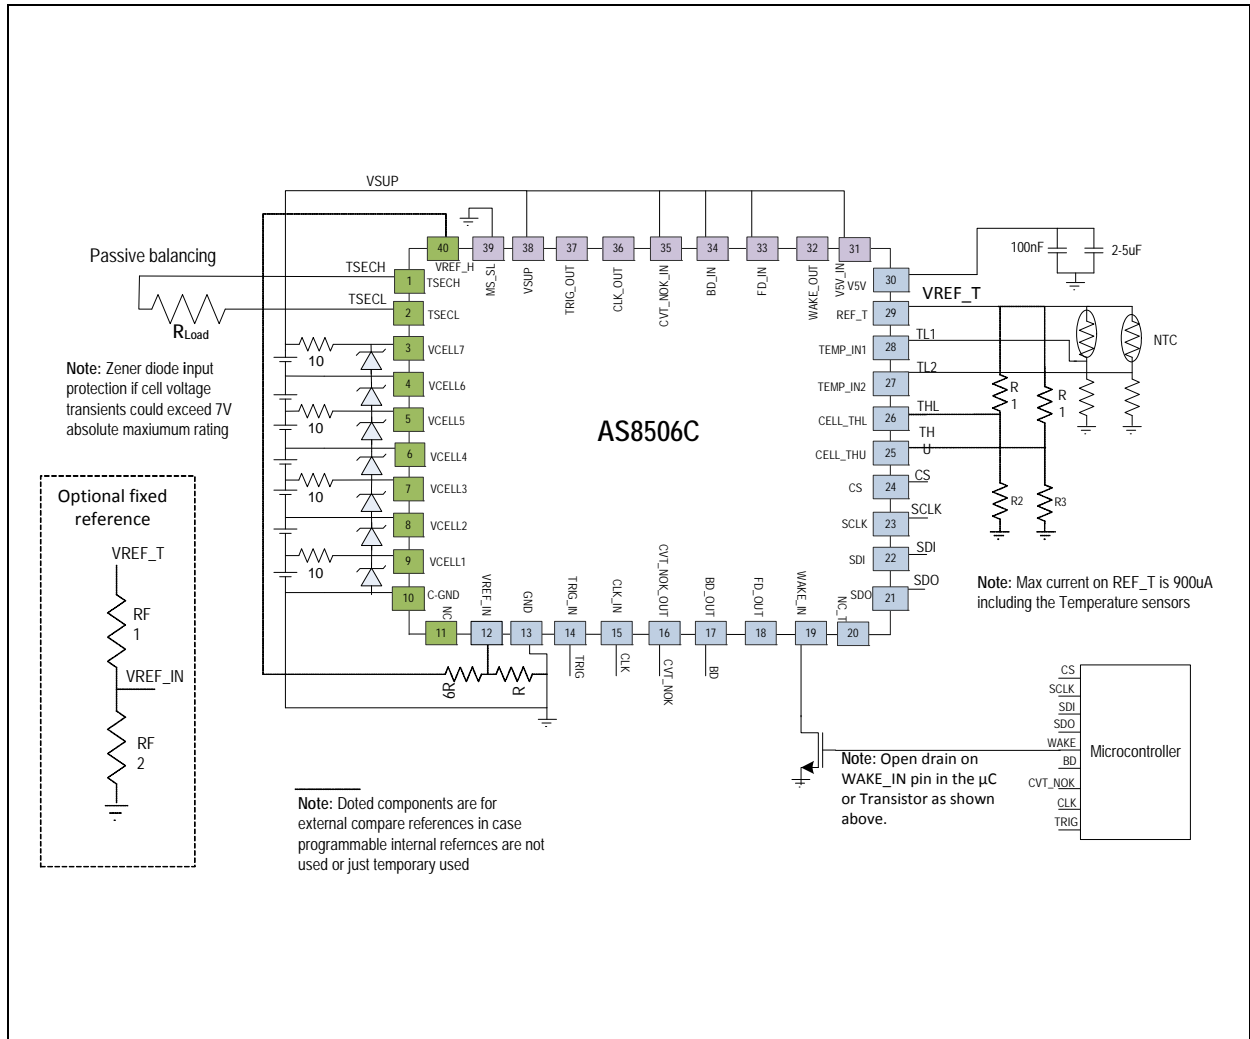 VSUP
Passive balancing
TSECH
TSECL
RLoad
Note: Zener diode input
protection if cell voltage
transients could exceed 7V
absolute maxiumum rating
40
39
38
37
36
35
34
33
32
31
VREF_H
MS_SL
VSUP
TRIG_OUT
CLK_OUT
CVT_NOK_IN
BD_IN
FD_IN
WAKE_OUT
V5V_IN
1
TSECH
2
TSECL
3
VCELL7
4
VCELL6
5
VCELL5
6
VCELL4
7
VCELL3
8
VCELL2
9
VCELL1
10
C-GND
10
10
10
10
AS8506C
V5V
30
REF_T
29
TEMP_IN1
28
TEMP_IN2
27
CELL_THL
26
CELL_THU
25
CS
24
SCLK
23
SDI
22
SDO
21
100nF
2-5uF
VREF_T
TL1
TL2
THL
TH
U
CS
SCLK
SDI
SDO
NTC
R
1
R
1
R2
R3
Note: Max current on REF_T is 900uA
including the Temperature sensors
NC
VREF_IN
GND
TRIG_IN
CLK_IN
CVT_NOK_OUT
BD_OUT
FD_OUT
WAKE_IN
NC_T
11
12
13
14
15
16
17
18
19
20
6R
R
TRIG
CLK
CVT_NOK
BD
Optional fixed
reference
VREF_T
RF
1
VREF_IN
RF
2
Note: Open drain on
WAKE_IN pin in the µC
or Transistor as shown
above.
CS
SCLK
SDI
SDO
WAKE
BD
CVT_NOK
CLK
TRIG
Microcontroller
Note: Doted components are for
external compare references in case
programmable internal refernces are not
used or just temporary used